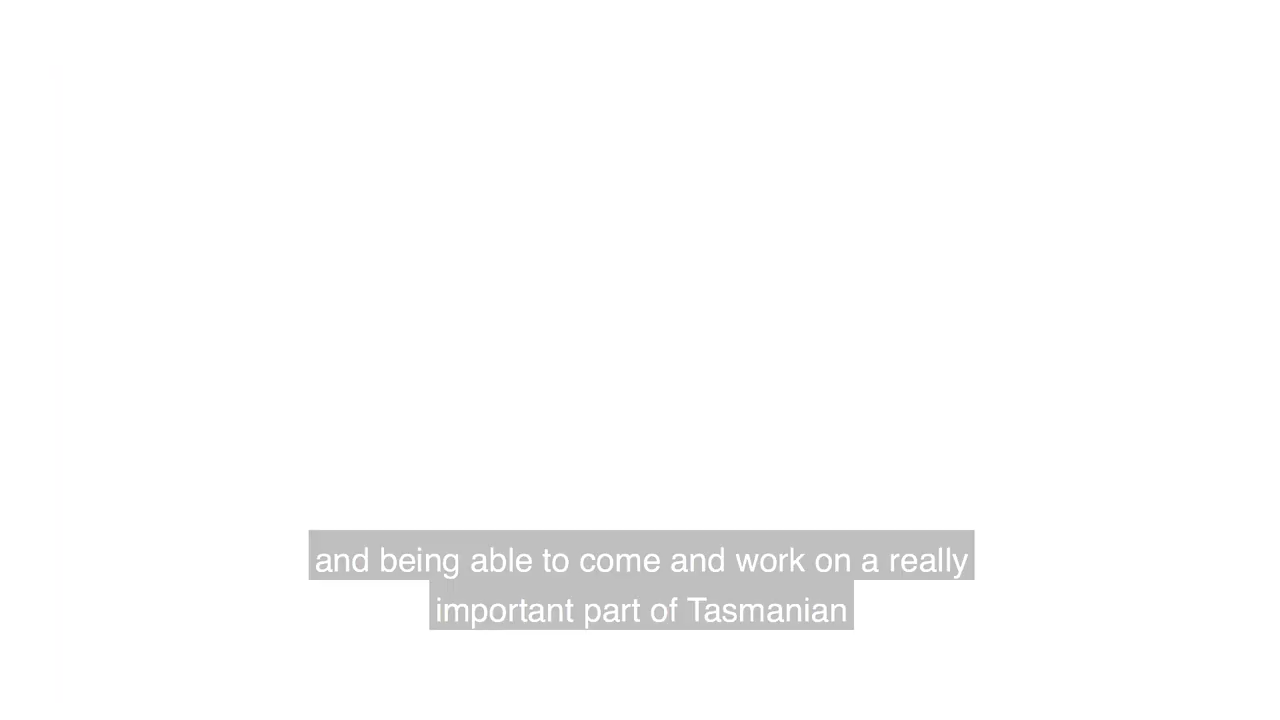 and being able to come and work on a really
important part of Tasmanian